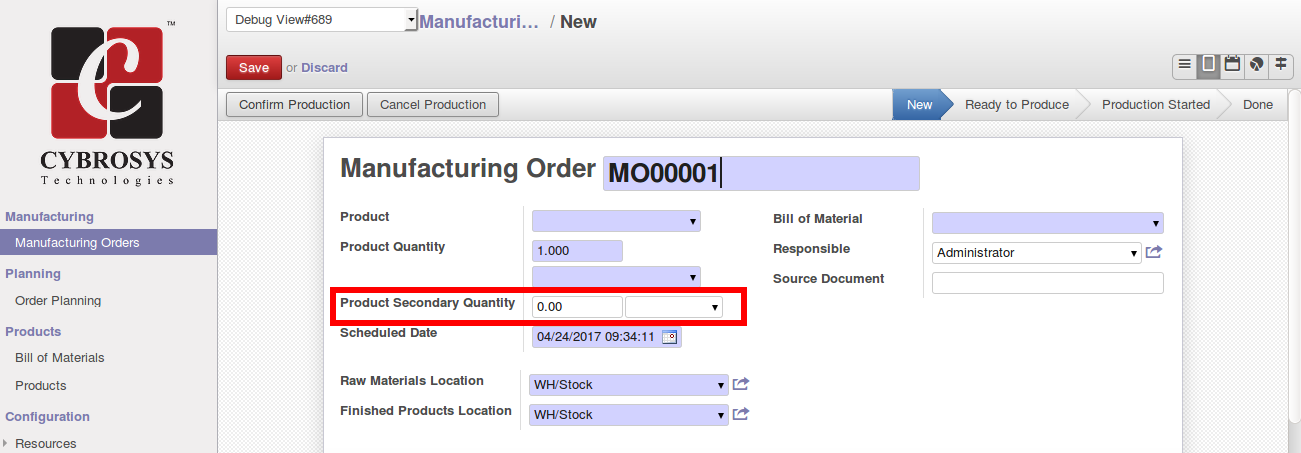 Debug View#689
Manufacturi… / New
Save or Discard
Confirm Production
Cancel Production
New
Ready to Produce
Production Started
Done
C
™
CYBROSYS
Technologies
Manufacturing
Manufacturing Orders
Planning
Order Planning
Products
Bill of Materials
Products
Configuration
Resources
Manufacturing Order MO00001
Product
Product Quantity 1.000
Product Secondary Quantity 0.00
Scheduled Date 04/24/2017 09:34:11
Raw Materials Location WH/Stock
Finished Products Location WH/Stock
Bill of Material
Responsible Administrator
Source Document